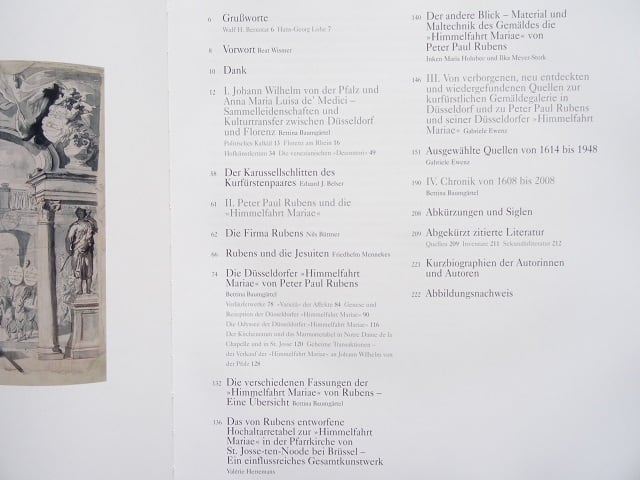 6 Grußworte
Wulf H. Bernotat 6 Hans-Georg Lohe 7
8 Vorwort Beat Wismer
10 Dank
12 I. Johann Wilhelm von der Pfalz und
Anna Maria Luisa de' Medici –
Sammelleidenschaften und
Kulturtransfer zwischen Düsseldorf
und Florenz Bettina Baumgärtel
Politisches Kalkül 13 Florenz am Rhein 16
Hofkünstlertum 34 Die venezianischen 49
58 Der Karussellschlitten des
Kurfürstenpaares Eduard J. Belser
61 II. Peter Paul Rubens und die
»Himmelfahrt Mariae«
62 Die Firma Rubens Nils Büttner
66 Rubens und die Jesuiten Friedhelm Mennekes
74 Die Düsseldorfer »Himmelfahrt
Mariae« von Peter Paul Rubens
Bettina Baumgärtel
Vorläuferwerke 78 »Varietà« der Affekte 84 Genese und
Rezeption der Düsseldorfer »Himmelfahrt Mariae« 90
Die Odyssee der Düsseldorfer »Himmelfahrt Mariae« 116
Der Kirchenraum und das Marmorretabel in Notre Dame de la
Chapelle und in St. Josse 120 Geheime Transaktionen –
der Verkauf der »Himmelfahrt Mariae« an Johann Wilhelm von
der Pfalz 128
132 Die verschiedenen Fassungen der
»Himmelfahrt Mariae« von Rubens –
Eine Übersicht Bettina Baumgärtel
136 Das von Rubens entworfene
Hochaltarretabel zur »Himmelfahrt
Mariae« in der Pfarrkirche von
St. Josse-ten-Noode bei Brüssel –
Ein einflussreiches Gesamtkunstwerk
Valérie Herremans
140 Der andere Blick – Material und
Maltechnik des Gemäldes die
»Himmelfahrt Mariae« von
Peter Paul Rubens
Inken Maria Holubec und Ilka Meyer-Stork
146 III. Von verborgenen, neu entdeckten
und wiedergefundenen Quellen zur
kurfürstlichen Gemäldegalerie in
Düsseldorf und zu Peter Paul Rubens
und seiner Düsseldorfer »Himmelfahrt
Mariae« Gabriele Ewenz
151 Ausgewählte Quellen von 1614 bis 1948
Gabriele Ewenz
190 IV. Chronik von 1608 bis 2008
Bettina Baumgärtel
208 Abkürzungen und Siglen
209 Abgekürzt zitierte Literatur
Quellen 209 Inventare 211 Sekundärliteratur 212
221 Kurzbiographien der Autorinnen
und Autoren
222 Abbildungsnachweis